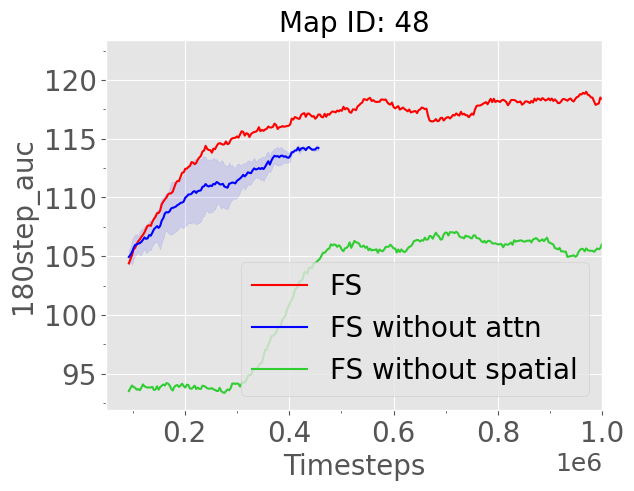 Map ID: 48
180step_auc
120
115
110
105
100
95
FS
FS without attn
FS without spatial
0.2
0.4
0.6
0.8
1.0
1e6
Timesteps